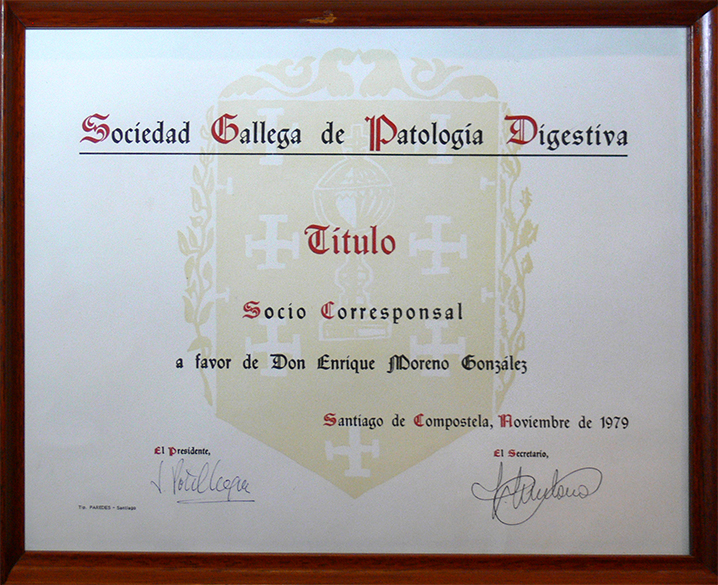 Sociedad Gallega de Patología Digestiva
Título
Socio Corresponsal
a favor de Don Enrique Moreno González
Santiago de Compostela, Noviembre de 1979
El Presidente,
El Secretario,
Tip. PAREDES - Santiago